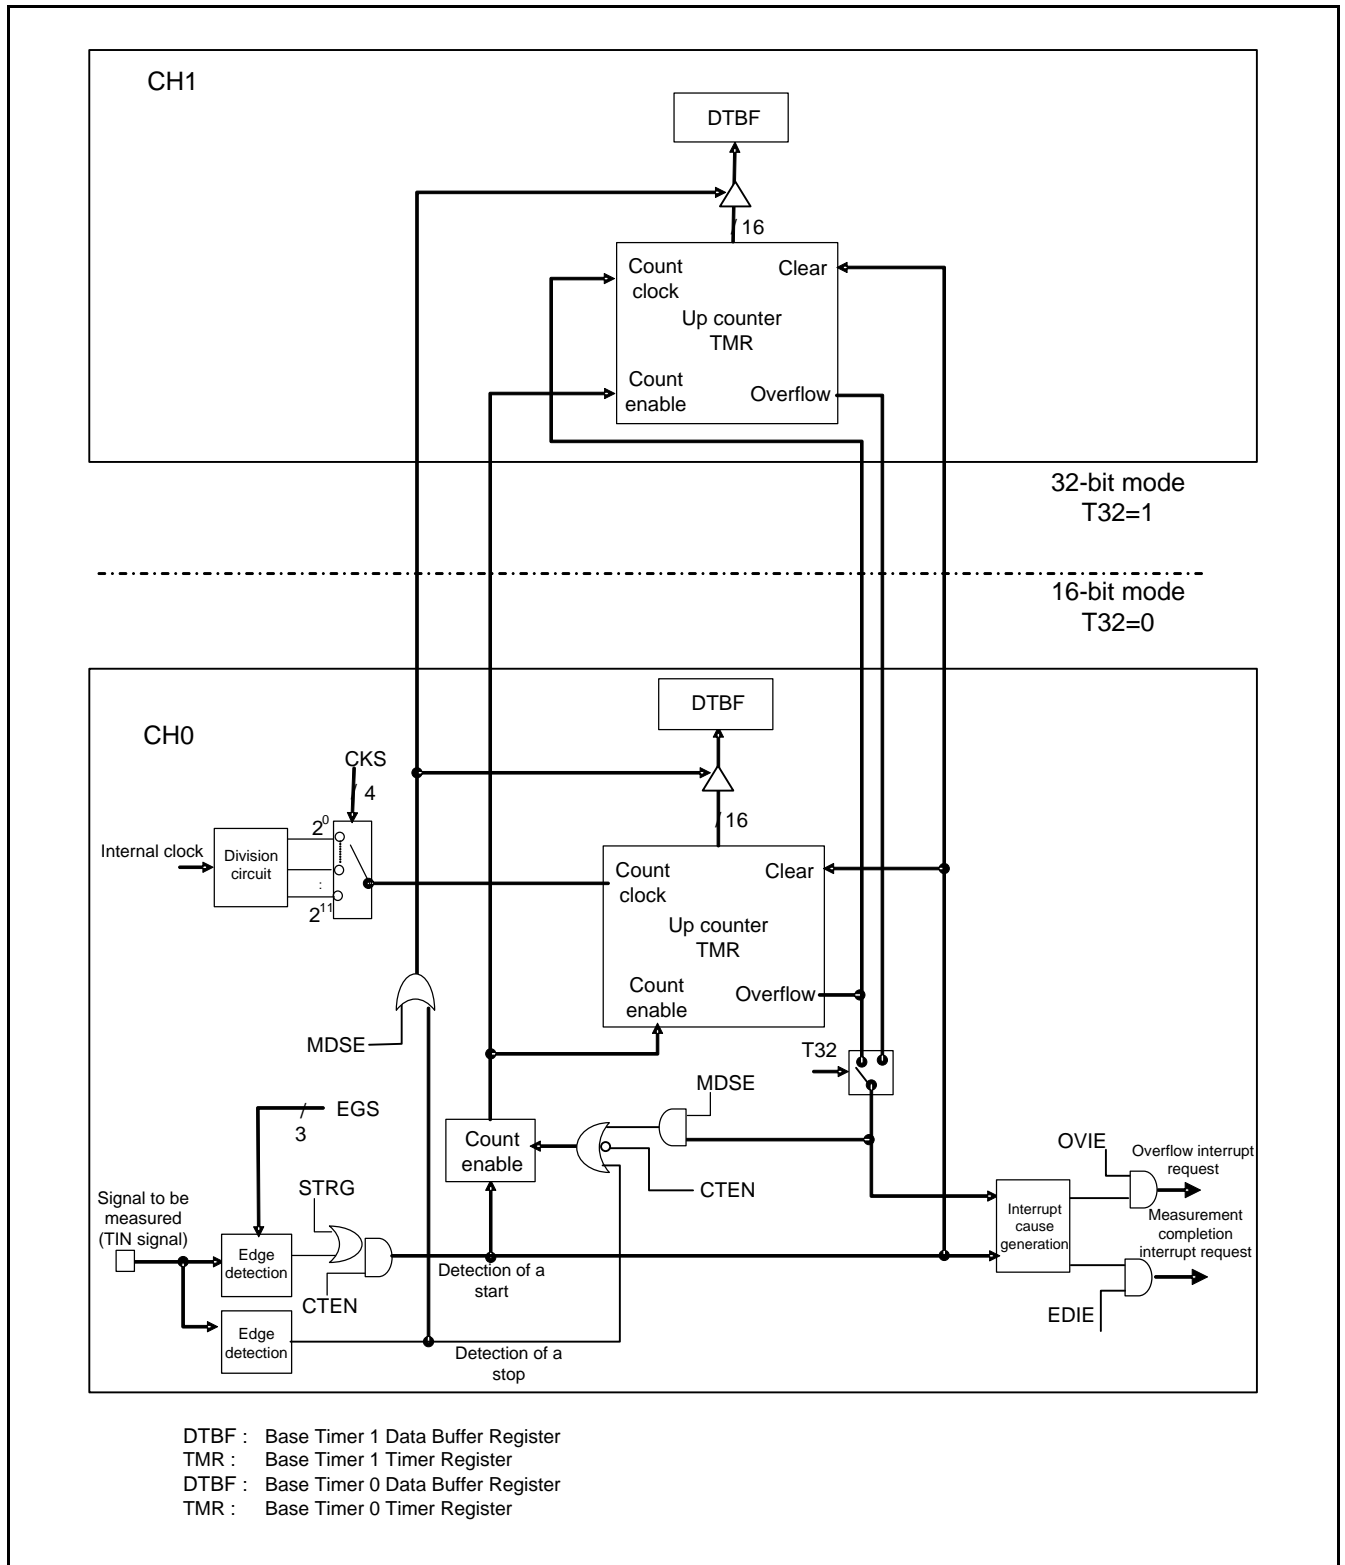 CH1
DTBF
16
Count
clock
Clear
Up counter
TMR
Count
enable
Overflow
32-bit mode
T32=1
16-bit mode
T32=0
CH0
DTBF
CKS
4
16
Internal clock
Division
circuit
2^0
:
2^11
Count
clock
Clear
Up counter
TMR
Count
enable
Overflow
MDSE
T32
MDSE
EGS
3
Count
enable
CTEN
OVIE
Overflow interrupt
request
STRG
Signal to be
measured
(TIN signal)
Edge
detection
CTEN
Detection of a
start
Interrupt
cause
generation
Measurement
completion
interrupt request
EDIE
Edge
detection
Detection of a
stop
DTBF : Base Timer 1 Data Buffer Register
TMR : Base Timer 1 Timer Register
DTBF : Base Timer 0 Data Buffer Register
TMR : Base Timer 0 Timer Register